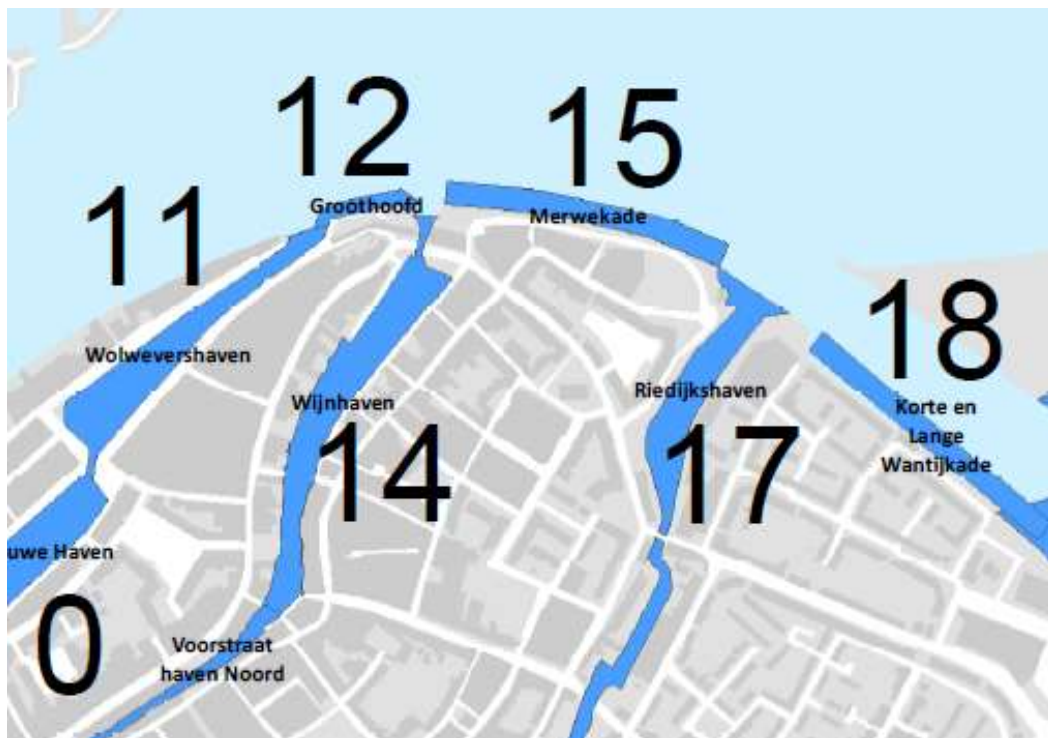 12
15
Groothoofd
Merwekade
11
18
Wolwevershaven
Wijnhaven
Riedijkshaven
Korte en
Lange
Wantijkade
14
17
uwe Haven
0
Voorstraat
haven Noord